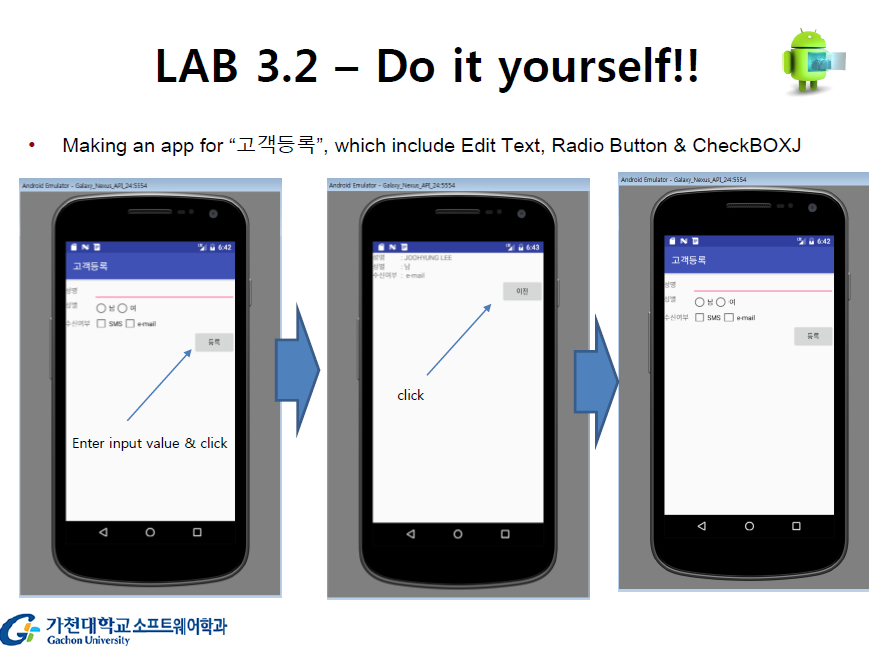 LAB 3.2 – Do it yourself!!
• Making an app for “고객등록”, which include Edit Text, Radio Button & CheckBOXJ
Android Emulator - Galaxy_Nexus_API_24:5554
6:42
고객등록
성명
성별 남 여
수신여부 SMS e-mail
등록
Enter input value & click
Android Emulator - Galaxy_Nexus_API_24:5554
6:43
성명 : JOOHYUNG LEE
성별 : 남
수신여부 : e-mail
이전
click
Android Emulator - Galaxy_Nexus_API_24:5554
6:42
고객등록
성명
성별 남 여
수신여부 SMS e-mail
등록
가천대학교 소프트웨어학과
Gachon University